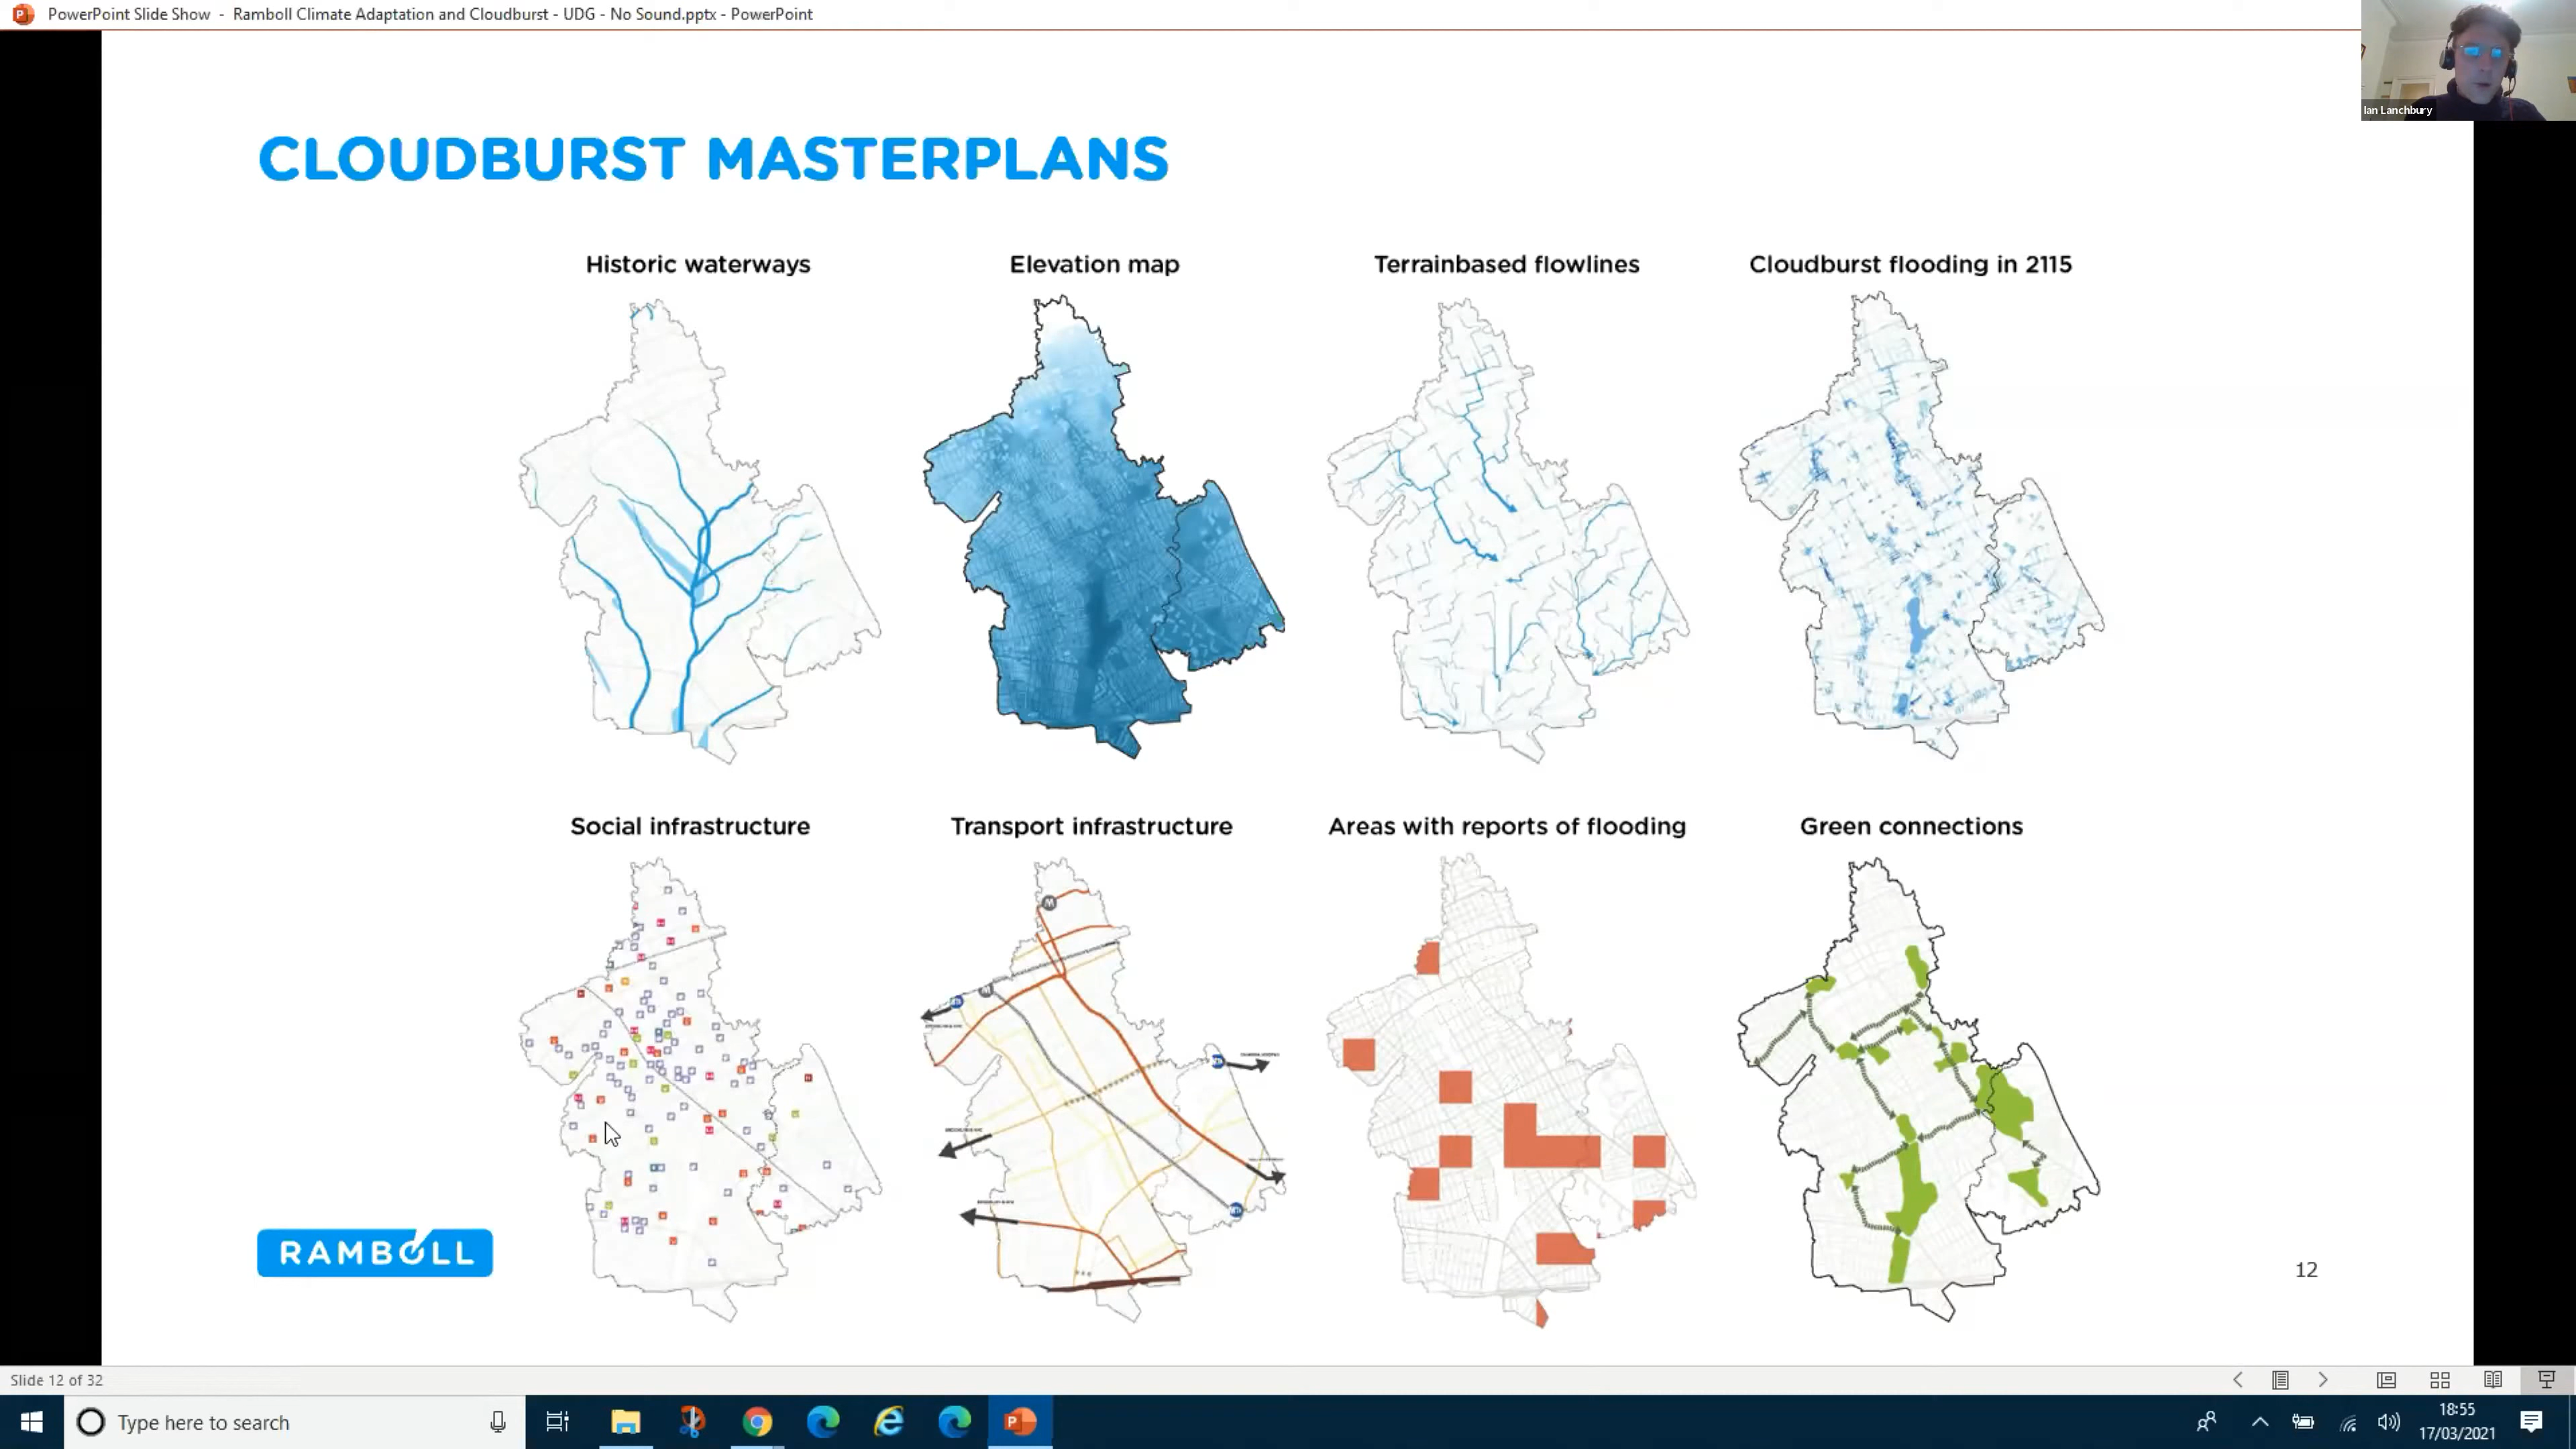 PowerPoint Slide Show - Ramboll Climate Adaptation and Cloudburst - UDG - No Sound.pptx - PowerPoint
Ian Lanchbury
CLOUDBURST MASTERPLANS
Historic waterways
Elevation map
Terrainbased flowlines
Cloudburst flooding in 2115
Social infrastructure
Transport infrastructure
Areas with reports of flooding
Green connections
RAMBOLL
12
Slide 12 of 32
Type here to search
18:55
17/03/2021